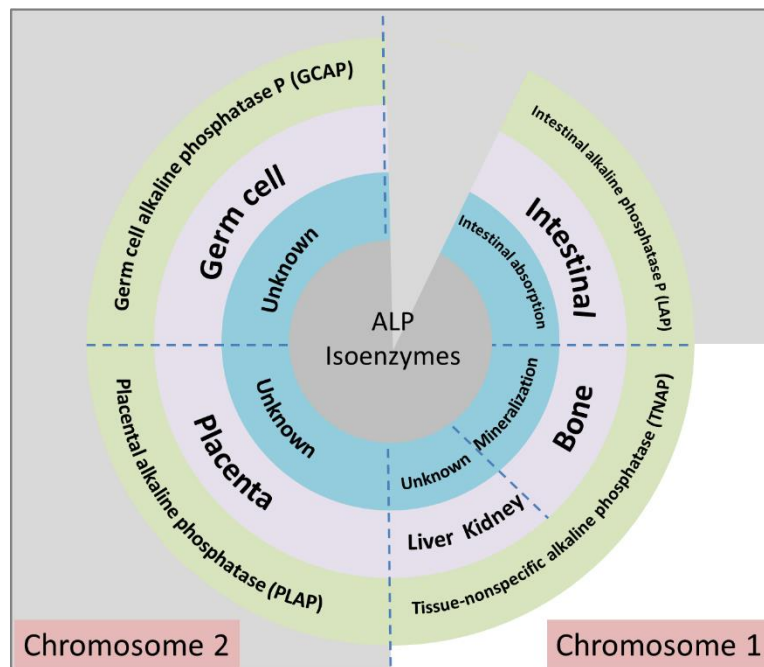 Germ cell alkaline phosphatase P (GCAP)
Germ cell
Unknown
Intestinal alkaline phosphatase P (LAP)
Intestinal
Intestinal absorption
ALP
Isoenzymes
Placental alkaline phosphatase (PLAP)
Placenta
Unknown
Unknown
Mineralization
Bone
Liver Kidney
Tissue-nonspecific alkaline phosphatase (TNAP)
Chromosome 2
Chromosome 1